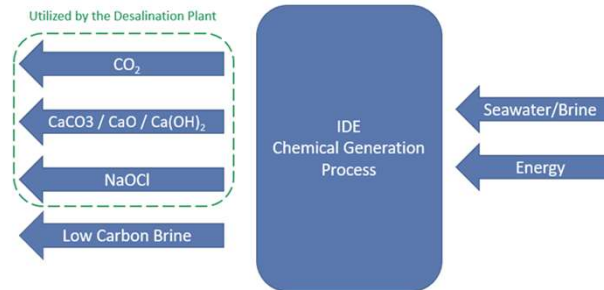 Utilized by the Desalination Plant
CO₂
CaCO3 / CaO / Ca(OH)₂
NaOCl
Low Carbon Brine
IDE
Chemical Generation
Process
Seawater/Brine
Energy